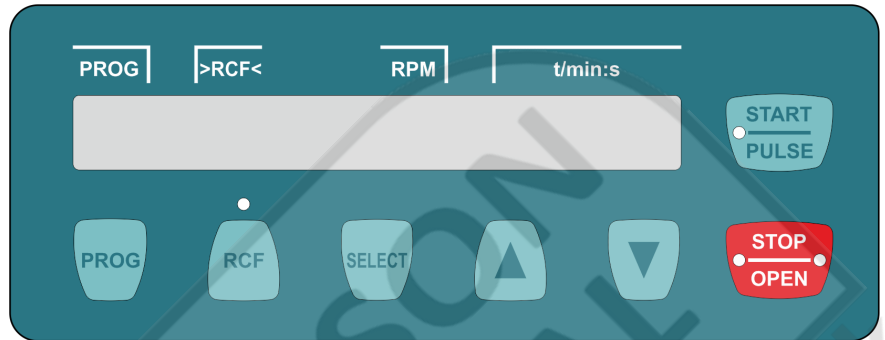 PROG >RCF< RPM t/min:s
START
PULSE
PROG RCF SELECT
STOP
OPEN